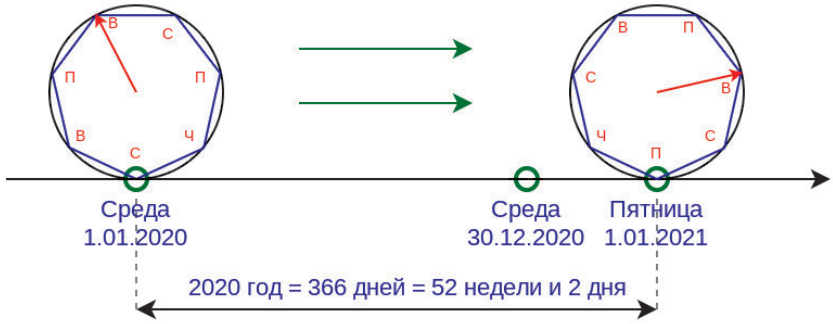 В С
П П
В Ч
С
В П
С В
Ч С
П
Среда
1.01.2020
Среда
30.12.2020
Пятница
1.01.2021
2020 год = 366 дней = 52 недели и 2 дня